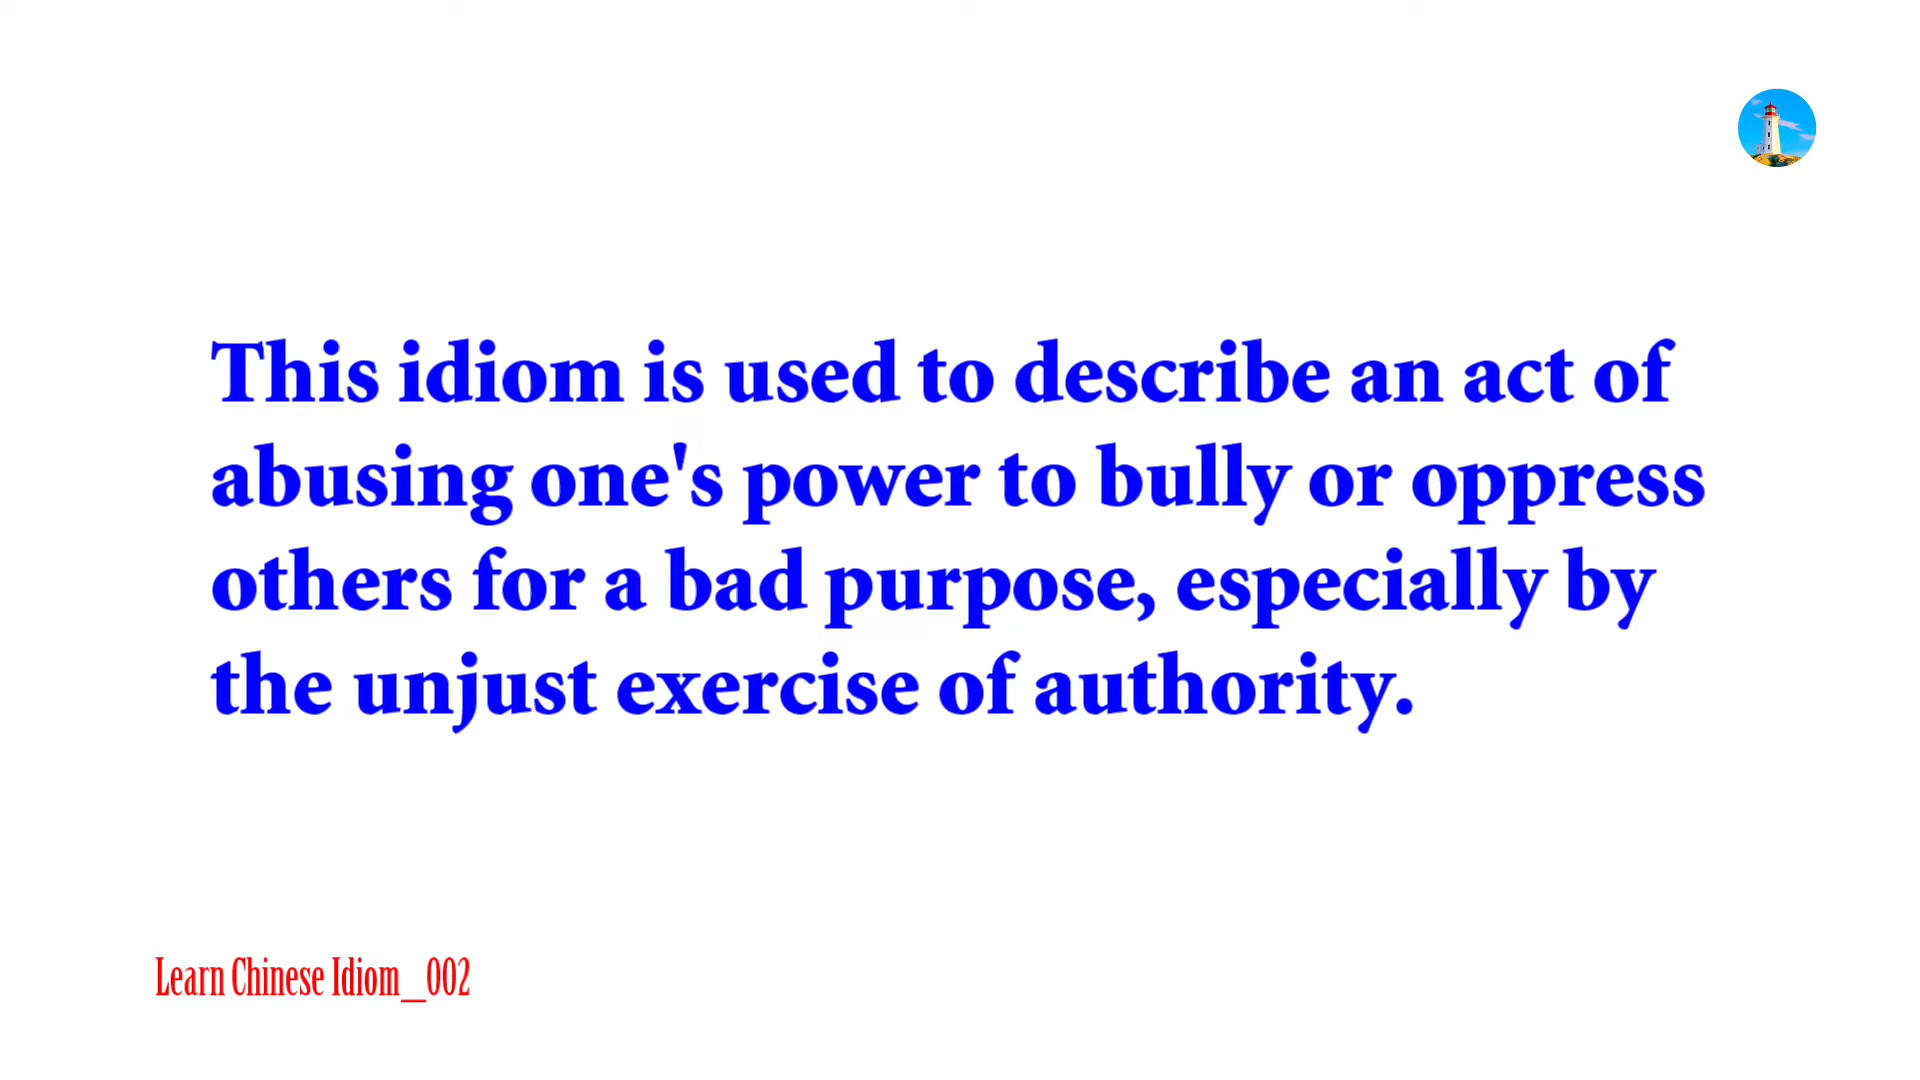 This idiom is used to describe an act of
abusing one's power to bully or oppress
others for a bad purpose, especially by
the unjust exercise of authority.
Learn Chinese Idiom_002